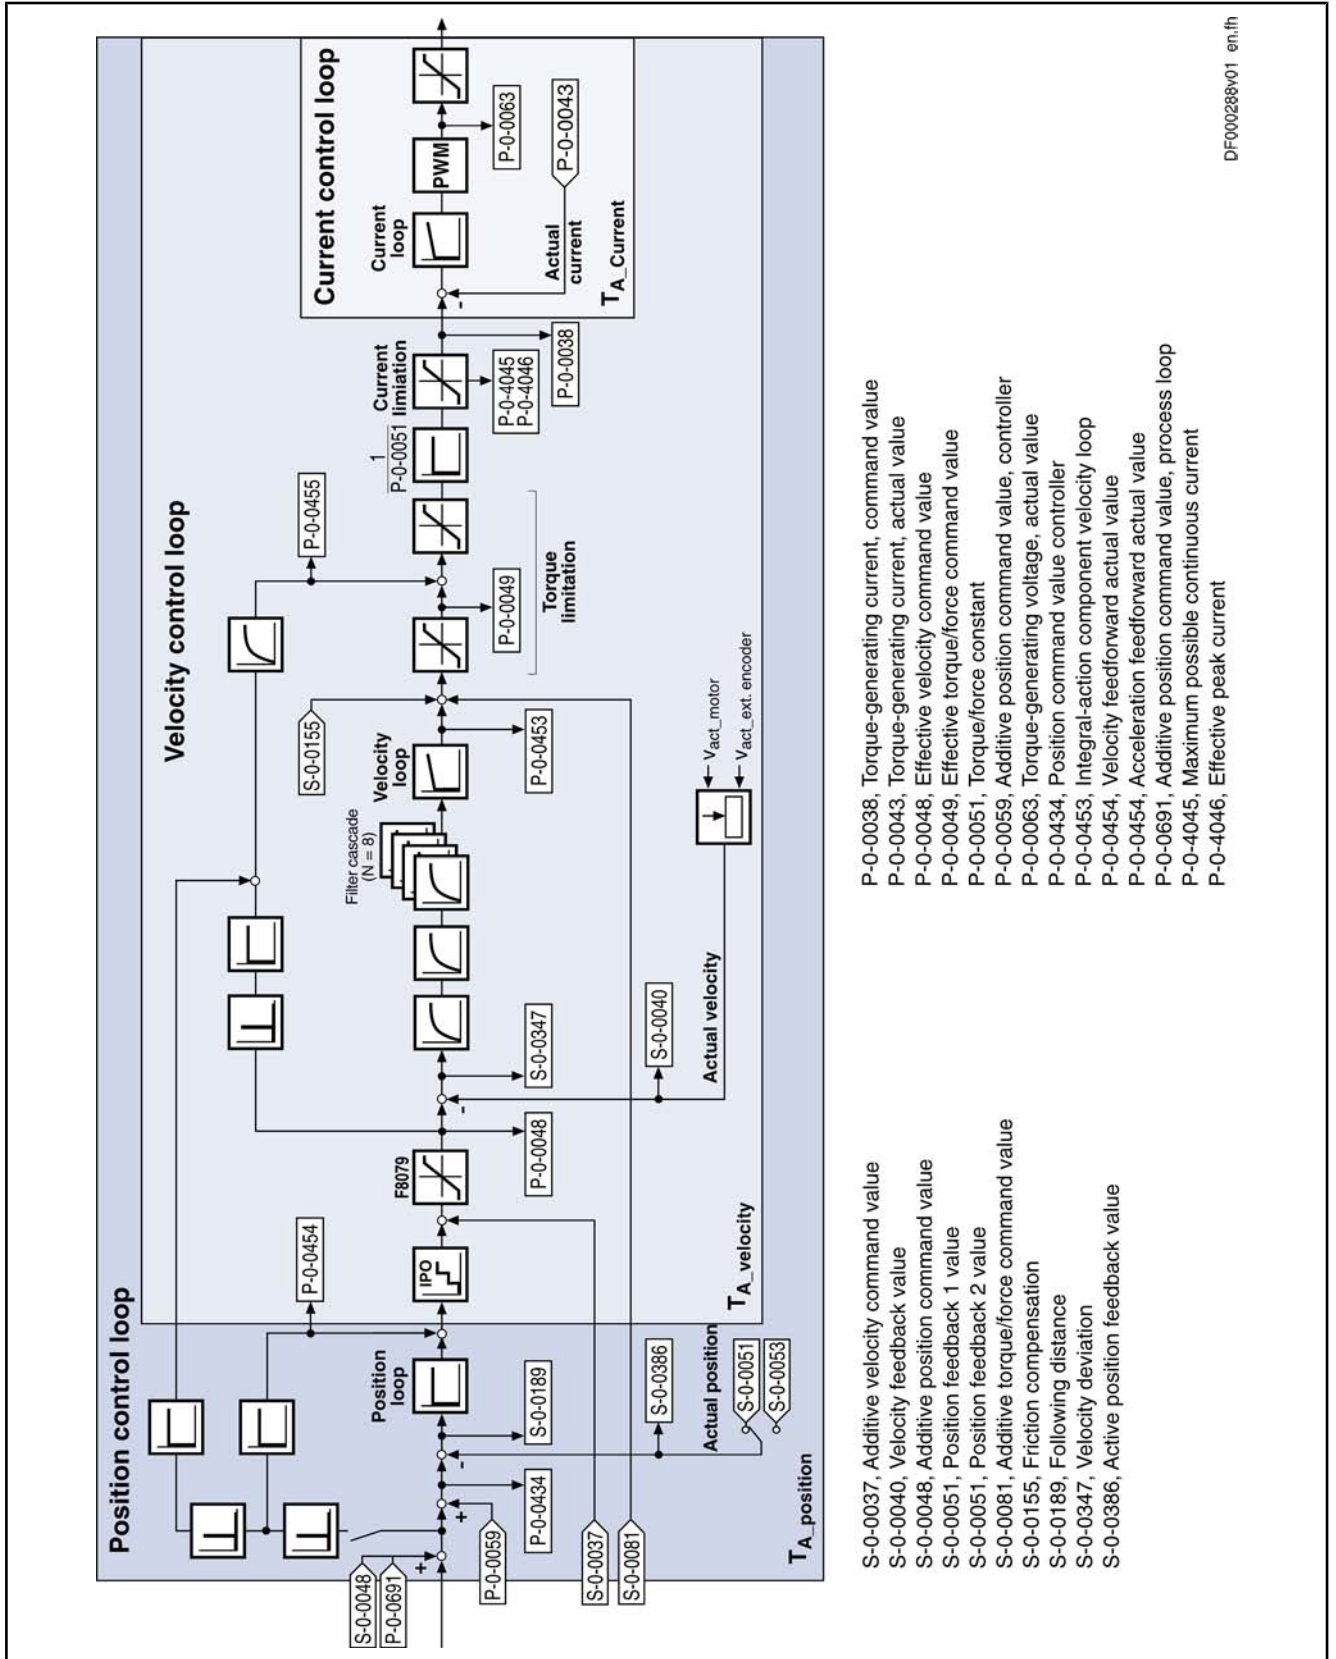 Position control loop
Velocity control loop
Current control loop
S-0-0048
P-0-0691
+
+
P-0-0059
P-0-0434
S-0-0037
S-0-0081
TA_position
-
S-0-0189
Position
loop
P-0-0454
S-0-0386
Actual position
S-0-0051
S-0-0053
IPO
TA_velocity
F8079
P-0-0048
-
S-0-0347
S-0-0040
Actual velocity
Filter cascade
(N = 8)
Velocity
loop
S-0-0155
P-0-0453
Vact_motor
Vact_ext. encoder
P-0-0049
Torque
limitation
P-0-0455
1
P-0-0051
Current
limiation
P-0-4045
P-0-4046
P-0-0038
-
Current
loop
PWM
P-0-0063
Actual
current
P-0-0043
TA_Current
S-0-0037, Additive velocity command value
S-0-0040, Velocity feedback value
S-0-0048, Additive position command value
S-0-0051, Position feedback 1 value
S-0-0051, Position feedback 2 value
S-0-0081, Additive torque/force command value
S-0-0155, Friction compensation
S-0-0189, Following distance
S-0-0347, Velocity deviation
S-0-0386, Active position feedback value
P-0-0038, Torque-generating current, command value
P-0-0043, Torque-generating current, actual value
P-0-0048, Effective velocity command value
P-0-0049, Effective torque/force command value
P-0-0051, Torque/force constant
P-0-0059, Additive position command value, controller
P-0-0063, Torque-generating voltage, actual value
P-0-0434, Position command value controller
P-0-0453, Integral-action component velocity loop
P-0-0454, Velocity feedforward actual value
P-0-0454, Acceleration feedforward actual value
P-0-0691, Additive position command value, process loop
P-0-4045, Maximum possible continuous current
P-0-4046, Effective peak current
DF000288v01_en.fh